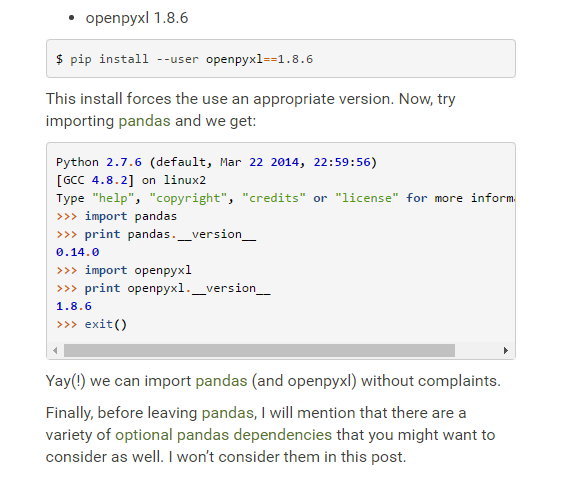 • openpyxl 1.8.6
$ pip install --user openpyxl==1.8.6
This install forces the use an appropriate version. Now, try
importing pandas and we get:
Python 2.7.6 (default, Mar 22 2014, 22:59:56)
[GCC 4.8.2] on linux2
Type "help", "copyright", "credits" or "license" for more inform
>>> import pandas
>>> print pandas.__version__
0.14.0
>>> import openpyxl
>>> print openpyxl.__version__
1.8.6
>>> exit()
Yay(!) we can import pandas (and openpyxl) without complaints.
Finally, before leaving pandas, I will mention that there are a
variety of optional pandas dependencies that you might want to
consider as well. I won’t consider them in this post.